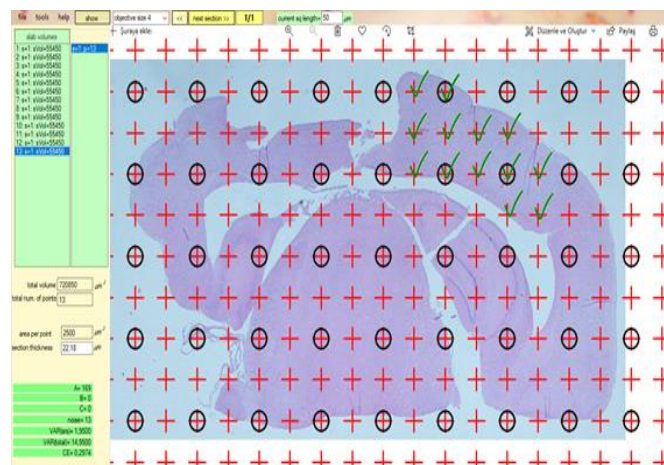 file tools help show objective size 4 << next section >> 1/1 current aq length= 50 µm
Şuraya ekle: Düzenle ve Oluştur Paylaş
slab volumes
1: s=1: sVol=55450 s=1: p=13
2: s=1: sVol=55450
3: s=1: sVol=55450
4: s=1: sVol=55450
5: s=1: sVol=55450
6: s=1: sVol=55450
7: s=1: sVol=55450
8: s=1: sVol=55450
9: s=1: sVol=55450
10: s=1: sVol=55450
11: s=1: sVol=55450
12: s=1: sVol=55450
13: s=1: sVol=55450
total volume 720850
total num. of points 13
area per point 2500
section thickness 22,18 µm
A= 169
B= 0
C= 0
noise= 13
VAR(total)= 14,9500
CE= 0,2974